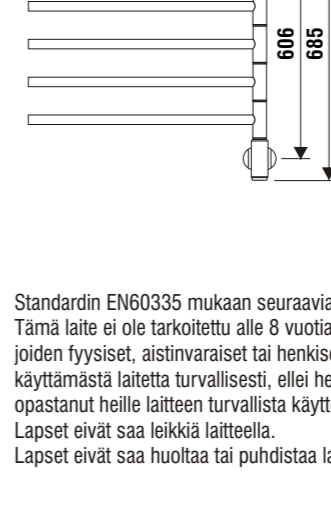 606
685
Standardin EN60335 mukaan seuraavia
Tämä laite ei ole tarkoitettu alle 8 vuotia
joiden fyysiset, aistinvaraiset tai henkise
käyttämästä laitetta turvallisesti, ellei he
opastanut heille laitteen turvallista käytt
Lapset eivät saa leikkiä laitteella.
Lapset eivät saa huoltaa tai puhdistaa la